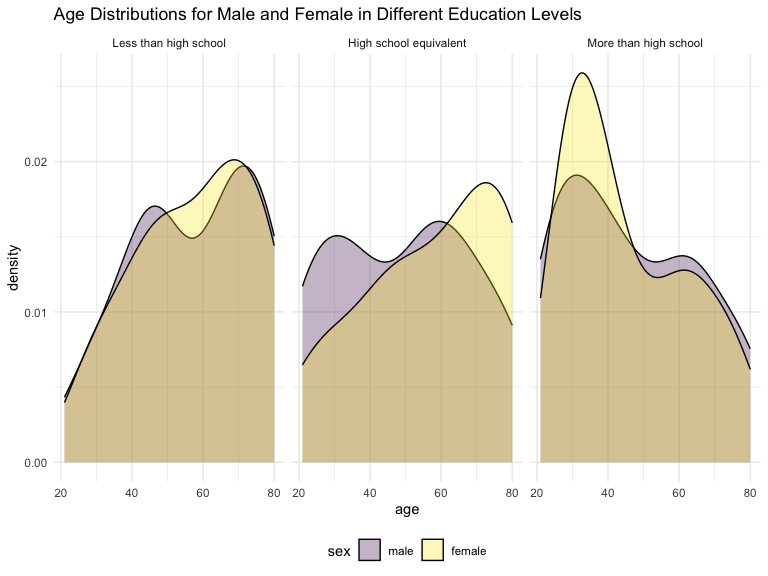 Age Distributions for Male and Female in Different Education Levels
Less than high school
High school equivalent
More than high school
0.02
0.01
0.00
density
20 40 60 80
20 40 60 80
20 40 60 80
age
sex male female